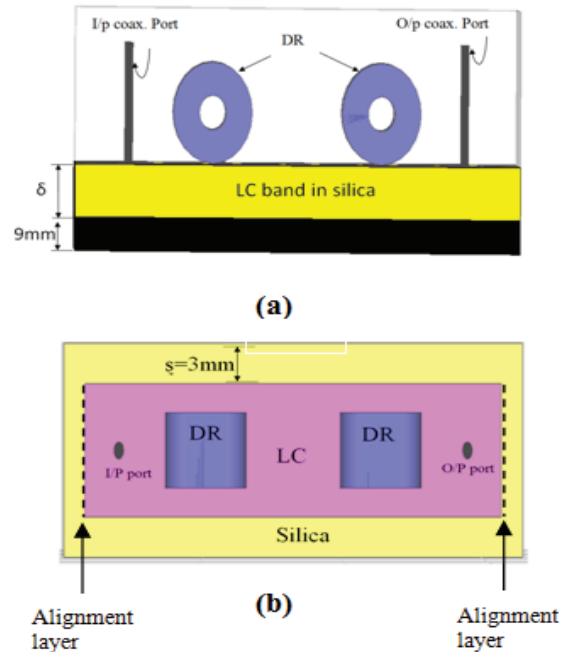 I/p coax. Port
DR
O/p coax. Port
δ
LC band in silica
9mm
(a)
s=3mm
DR
DR
LC
I/P port
O/P port
Silica
(b)
Alignment
layer
Alignment
layer